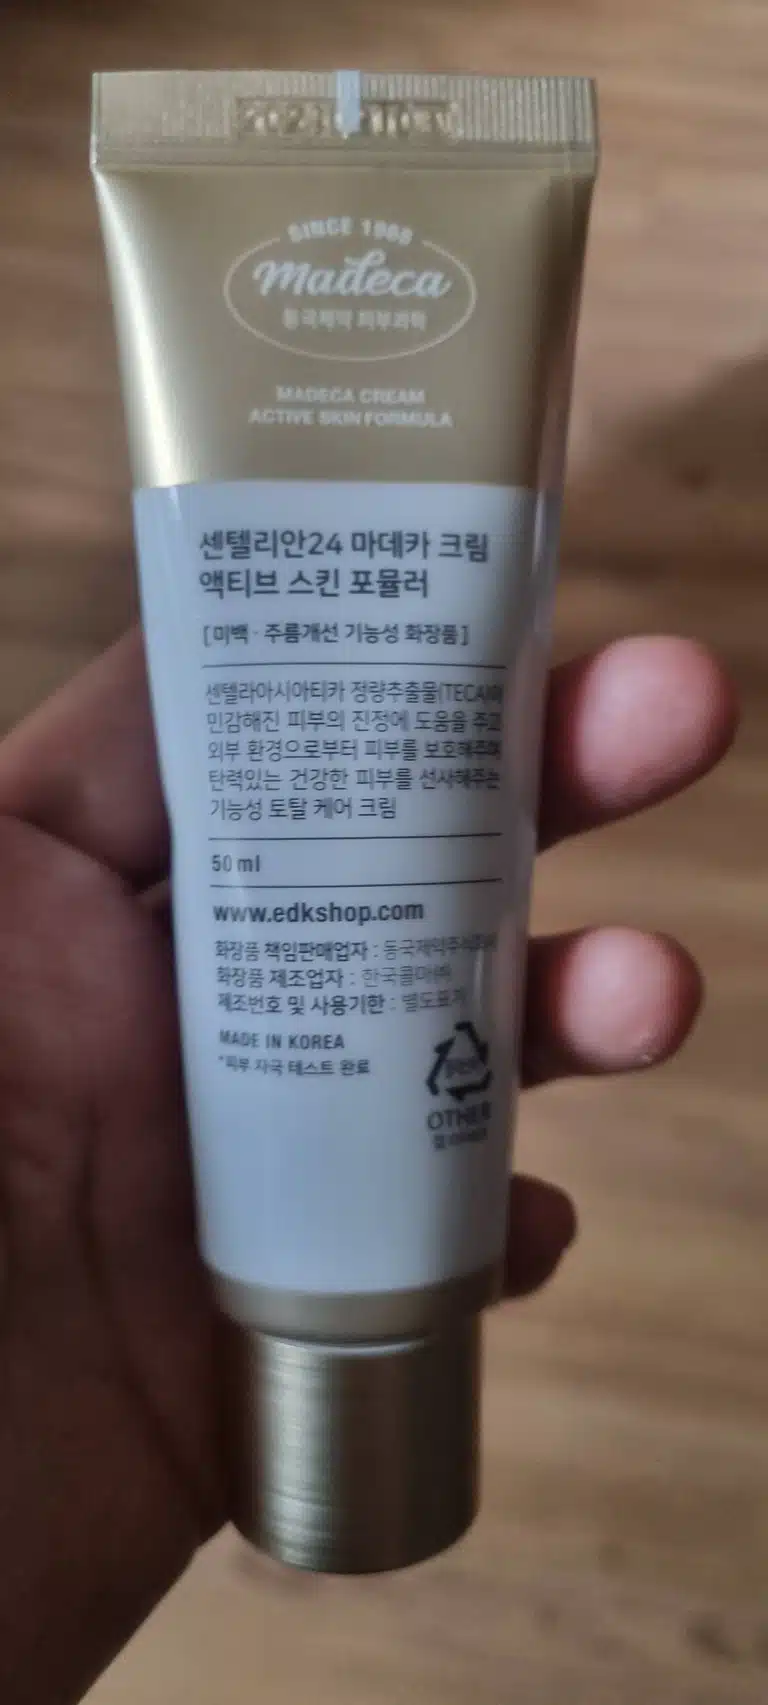 SINCE 1968
Madeca
동국제약 피부과학
MADECA CREAM
ACTIVE SKIN FORMULA
센텔리안24 마데카 크림
액티브 스킨 포뮬러
[미백·주름개선 기능성 화장품]
센텔라아시아티카 정량추출물(TECA)이
민감해진 피부의 진정에 도움을 주고
외부 환경으로부터 피부를 보호해주며
탄력있는 건강한 피부를 선사해주는
기능성 토탈 케어 크림
50 ml
www.edkshop.com
화장품 책임판매업자 : 동국제약주식회사
화장품 제조업자 : 한국콜마㈜
제조번호 및 사용기한 : 별도표기
MADE IN KOREA
*피부 자극 테스트 완료
OTHER